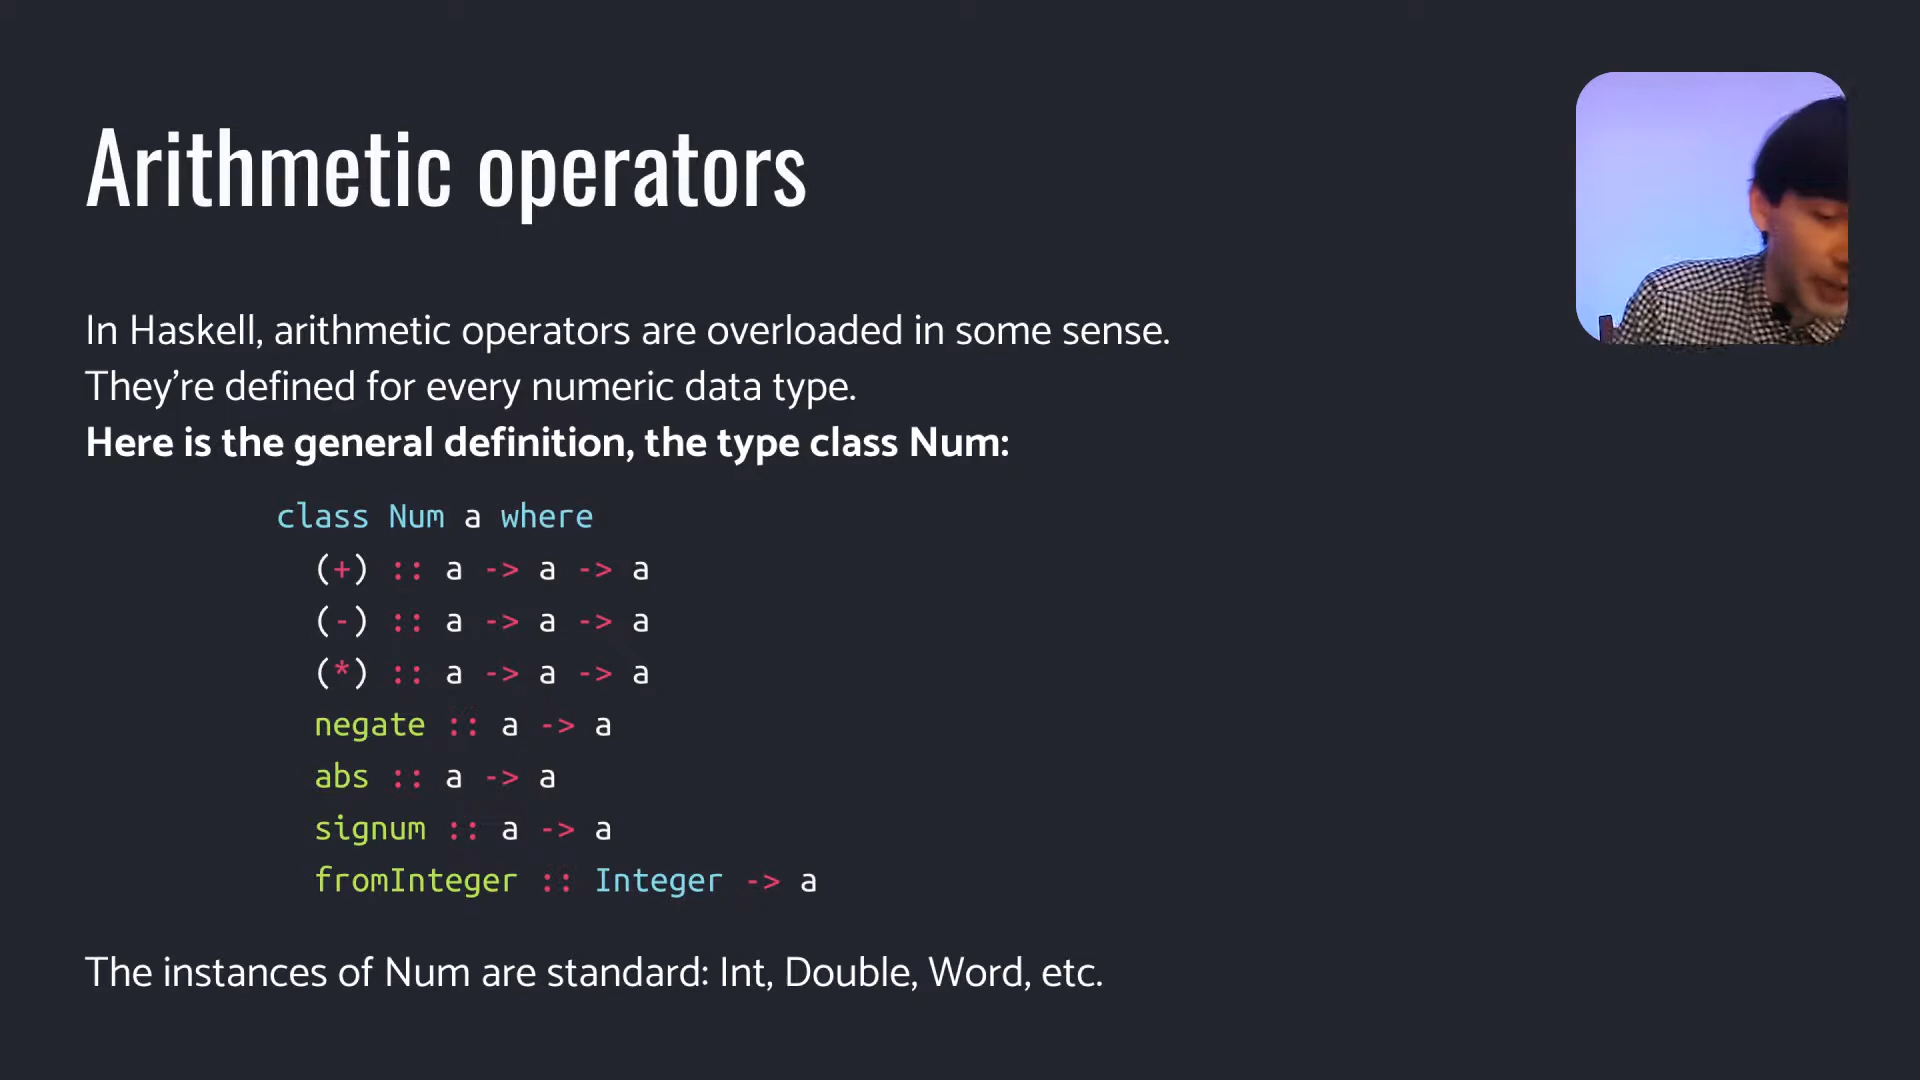 Arithmetic operators
In Haskell, arithmetic operators are overloaded in some sense.
They’re defined for every numeric data type.
Here is the general definition, the type class Num:
class Num a where
(+) :: a -> a -> a
(-) :: a -> a -> a
(*) :: a -> a -> a
negate :: a -> a
abs :: a -> a
signum :: a -> a
fromInteger :: Integer -> a
The instances of Num are standard: Int, Double, Word, etc.